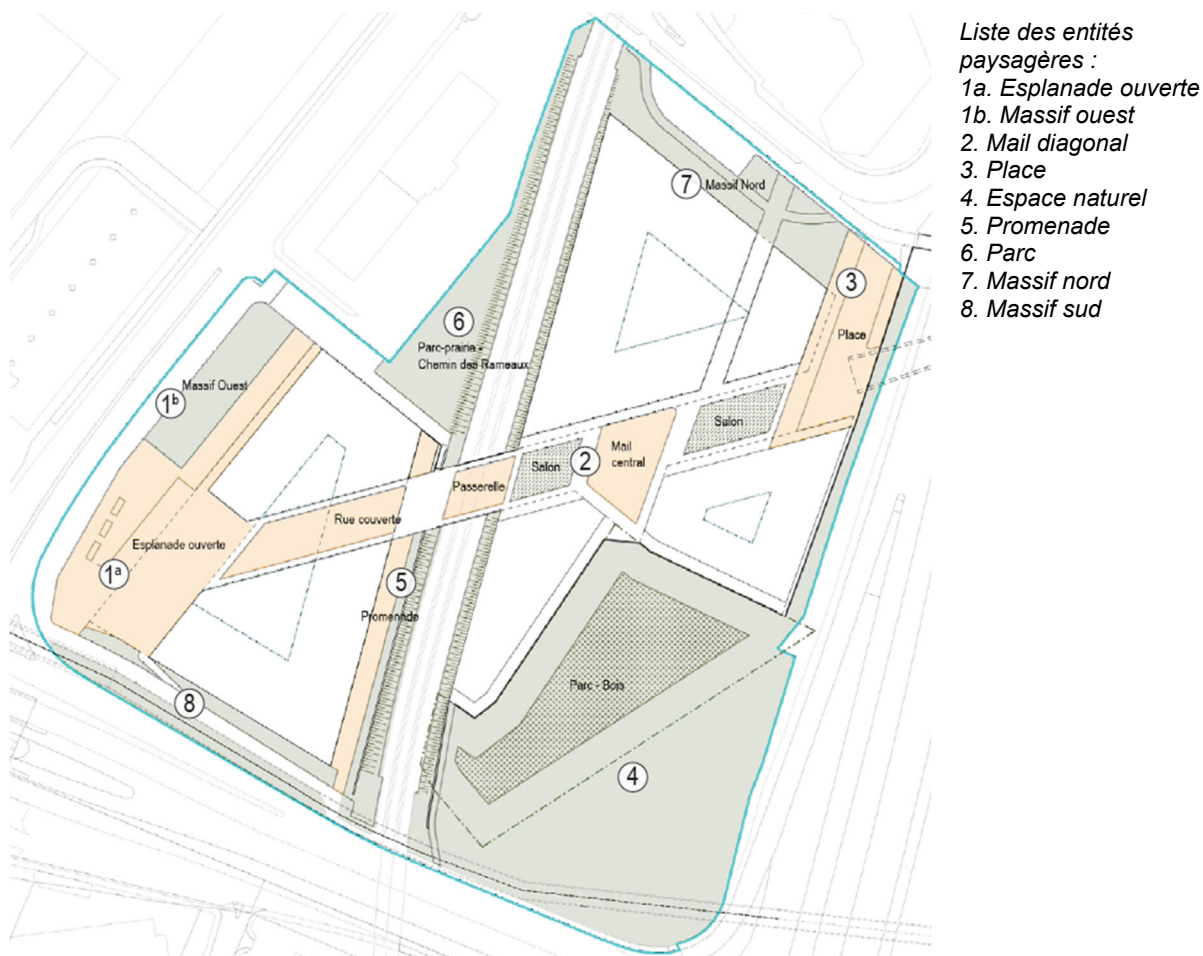 Liste des entités
paysagères :
1a. Esplanade ouverte
1b. Massif ouest
2. Mail diagonal
3. Place
4. Espace naturel
5. Promenade
6. Parc
7. Massif nord
8. Massif sud
7
Massif Nord
3
Place
6
Parc-prairie -
Chemin des Rameaux
Massif Ouest
1b
Salon
Mail
central
2
Salon
Passerelle
Rue couverte
Esplanade ouverte
1a
5
Promenade
Parc - Bois
8
4